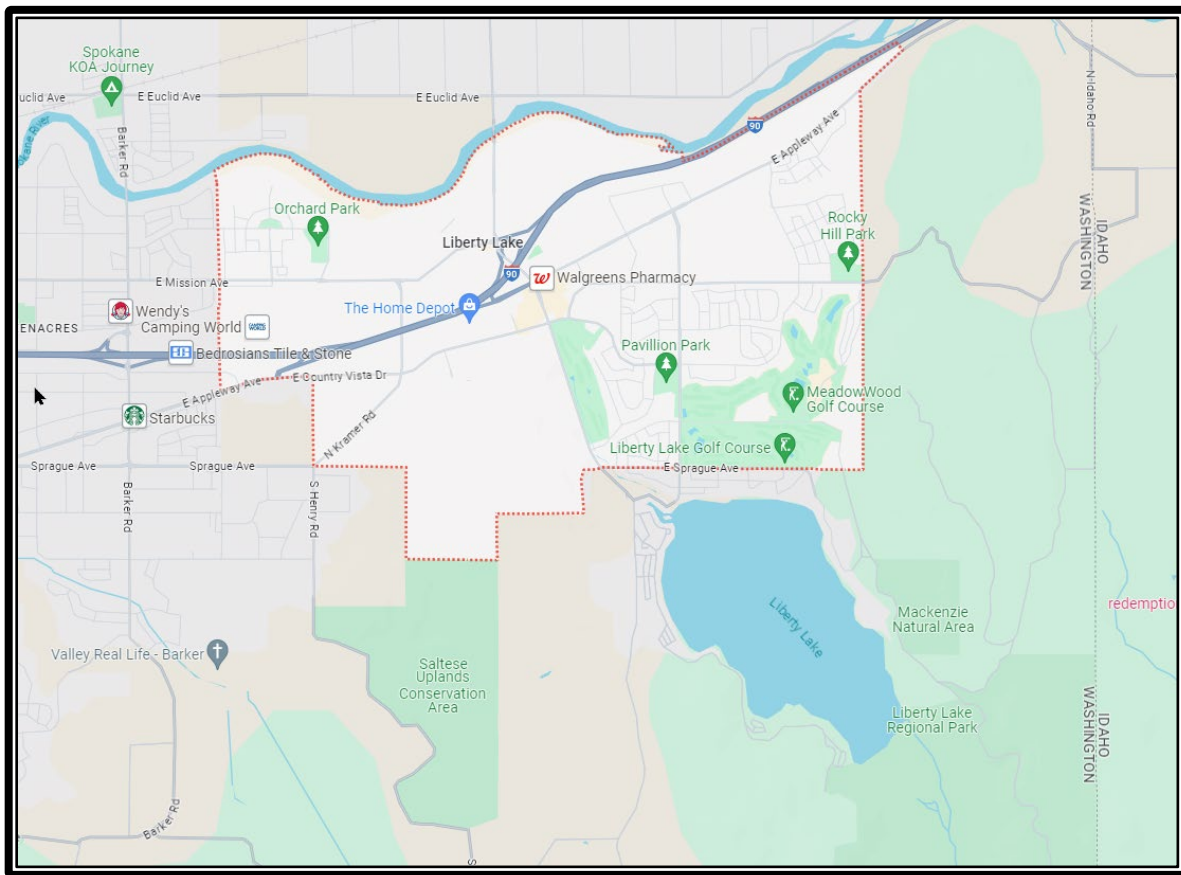 Spokane
KOA Journey
uclid Ave
E Euclid Ave
E Euclid Ave
N Idaho Rd
Barker Rd
90
E Appleway Ave
Orchard Park
Rocky
Hill Park
Liberty Lake
IDAHO
WASHINGTON
E Mission Ave
90
Walgreens Pharmacy
The Home Depot
Wendy's
ENACRES
Camping World
Bedrosians Tile & Stone
Pavillion Park
E Country Vista Dr
E Appleway Ave
MeadowWood
Golf Course
Starbucks
N Kramer Rd
Liberty Lake Golf Course
Sprague Ave
Sprague Ave
E Sprague Ave
Barker Rd
S Henry Rd
Liberty Lake
Mackenzie
Natural Area
redemptio
Valley Real Life - Barker
Saltese
Uplands
Conservation
Area
Liberty Lake
Regional Park
IDAHO
WASHINGTON
Barker Rd
S